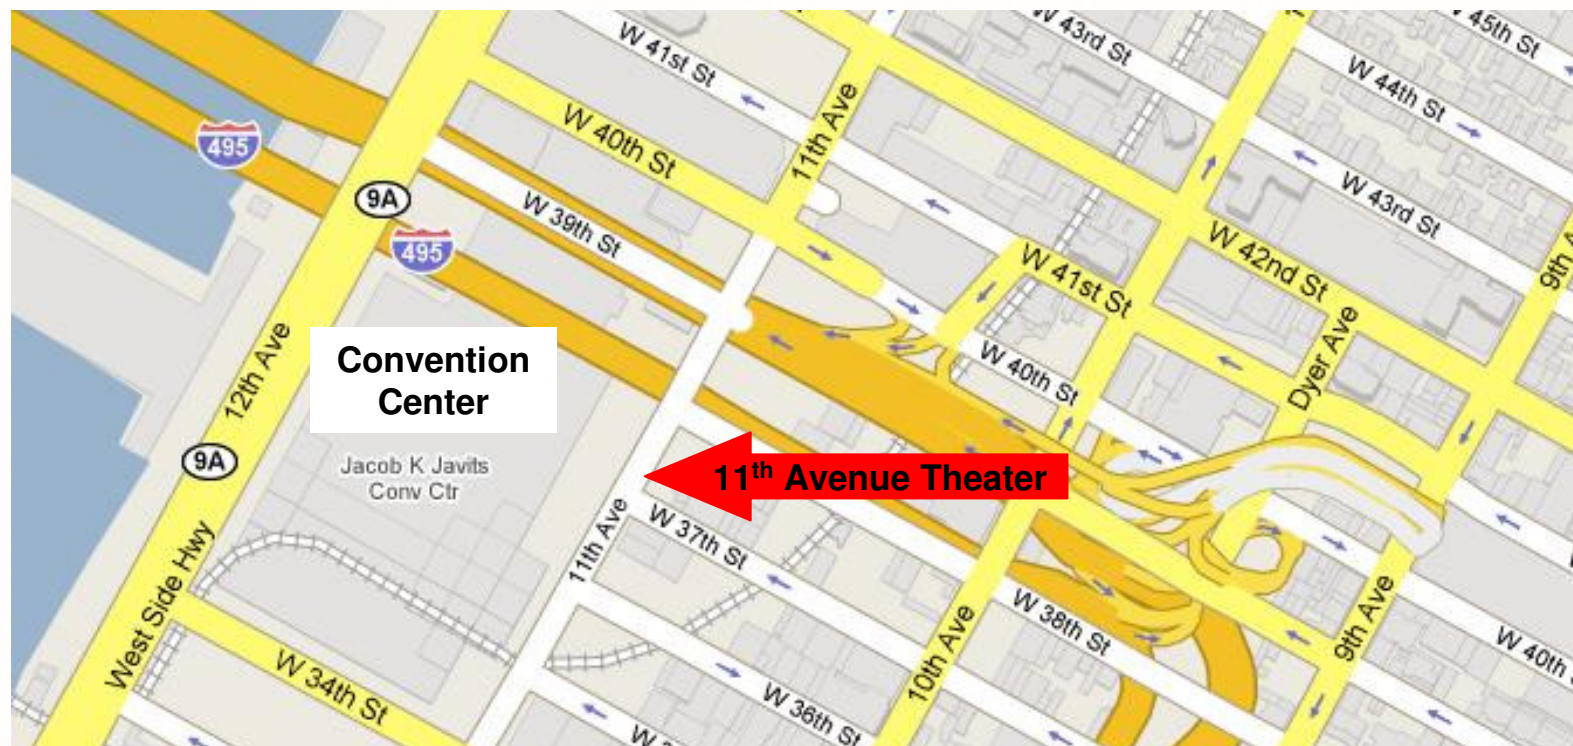 W 41st St
W 43rd St
W 45th St
W 44th St
11th Ave
W 40th St
495
9A
W 39th St
495
W 43rd St
W 42nd St
9th Ave
W 41st St
12th Ave
Convention
Center
Dyer Ave
W 40th St
9A
Jacob K Javits
Conv Ctr
11th Avenue Theater
W 37th St
11th Ave
West Side Hwy
W 38th St
9th Ave
10th Ave
W 40th
W 34th St
W 36th St